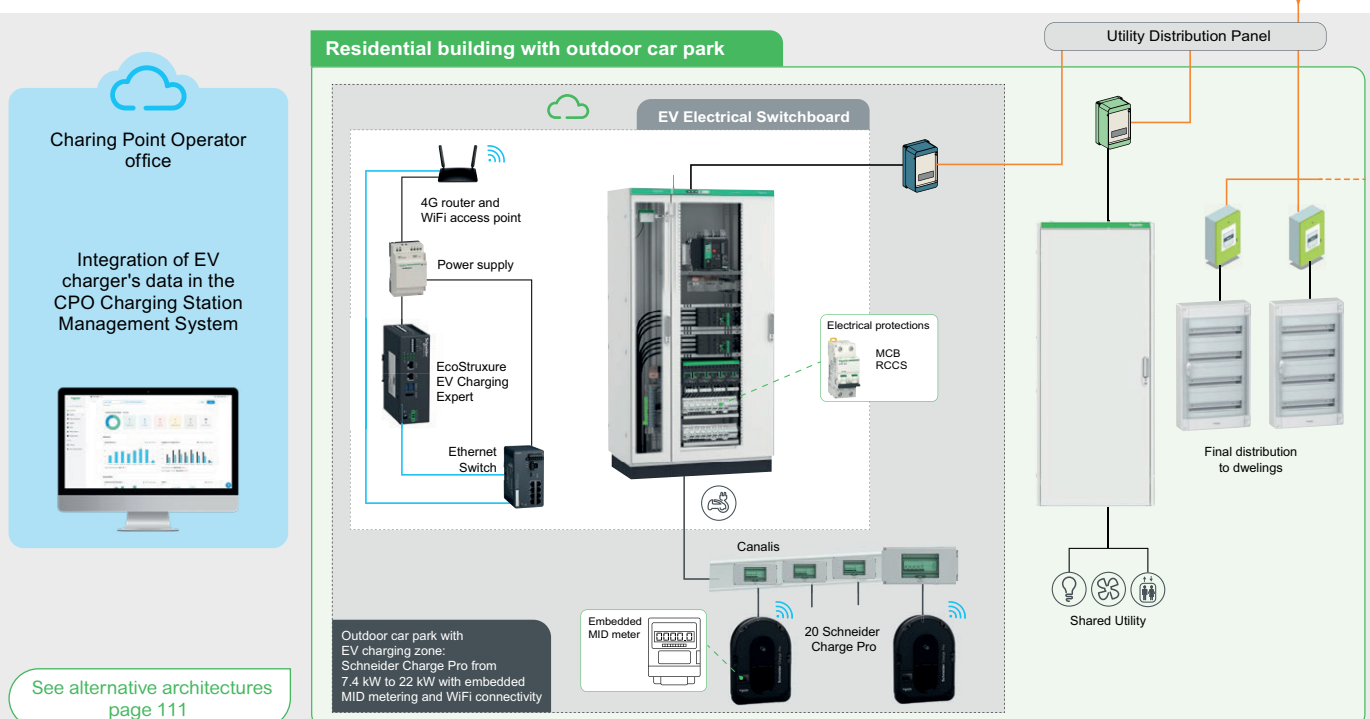 Utility Distribution Panel
Residential building with outdoor car park
EV Electrical Switchboard
Charing Point Operator
office
Integration of EV
charger's data in the
CPO Charging Station
Management System
4G router and
WiFi access point
Power supply
EcoStruxure
EV Charging
Expert
Ethernet
Switch
Electrical protections
MCB
RCCS
Final distribution
to dwelings
Canalis
Embedded
MID meter
20 Schneider
Charge Pro
Shared Utility
Outdoor car park with
EV charging zone:
Schneider Charge Pro from
7.4 kW to 22 kW with embedded
MID metering and WiFi connectivity
See alternative architectures
page 111